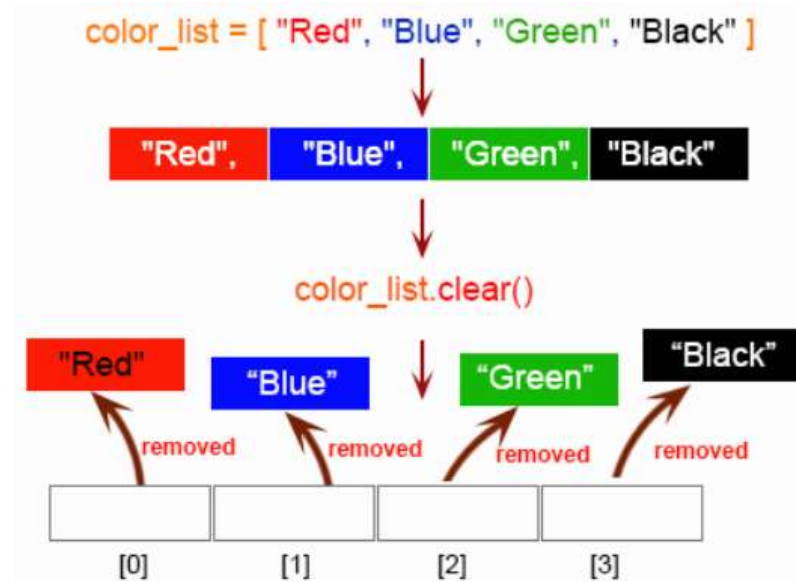 color_list = [ "Red", "Blue", "Green", "Black" ]
"Red", "Blue", "Green", "Black"
color_list.clear()
"Red" “Blue” “Green” “Black”
removed removed removed removed
[0] [1] [2] [3]